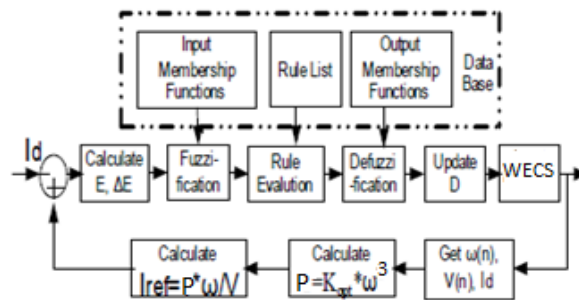 Input
Membership
Functions
Rule List
Output
Membership
Functions
Data
Base
Id
Calculate
E, ΔE
Fuzzi-
fication
Rule
Evalution
Defuzzi
-fication
Update
D
WECS
+
Calculate
Iref=P*ω/V
Calculate
P=Kopt*ω³
Get ω(n),
V(n), Id